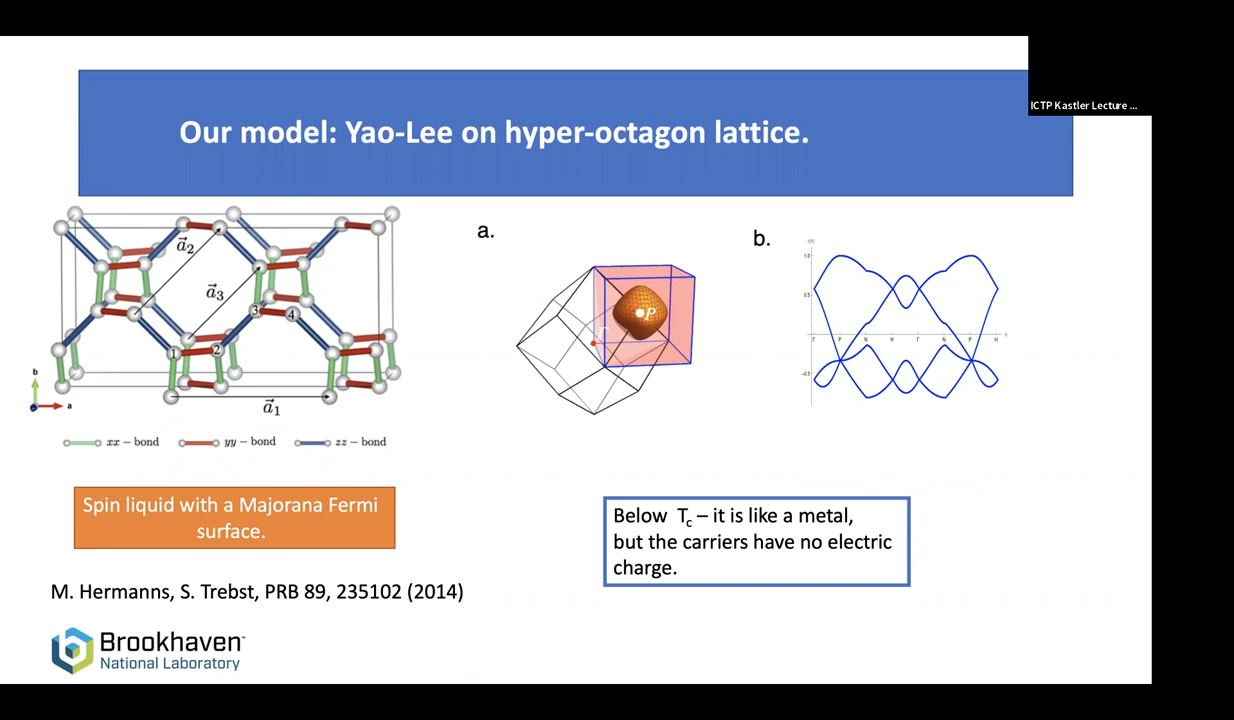 ICTP Kastler Lecture ...
Our model: Yao-Lee on hyper-octagon lattice.
a⃗₂
a⃗₃
3
4
1
2
a⃗₁
b
a
xx – bond
yy – bond
zz – bond
a.
P
Γ
b.
1.0
0.5
-0.5
Γ P N H Γ N P H
Spin liquid with a Majorana Fermi
surface.
Below T_c – it is like a metal,
but the carriers have no electric
charge.
M. Hermanns, S. Trebst, PRB 89, 235102 (2014)
Brookhaven™
National Laboratory